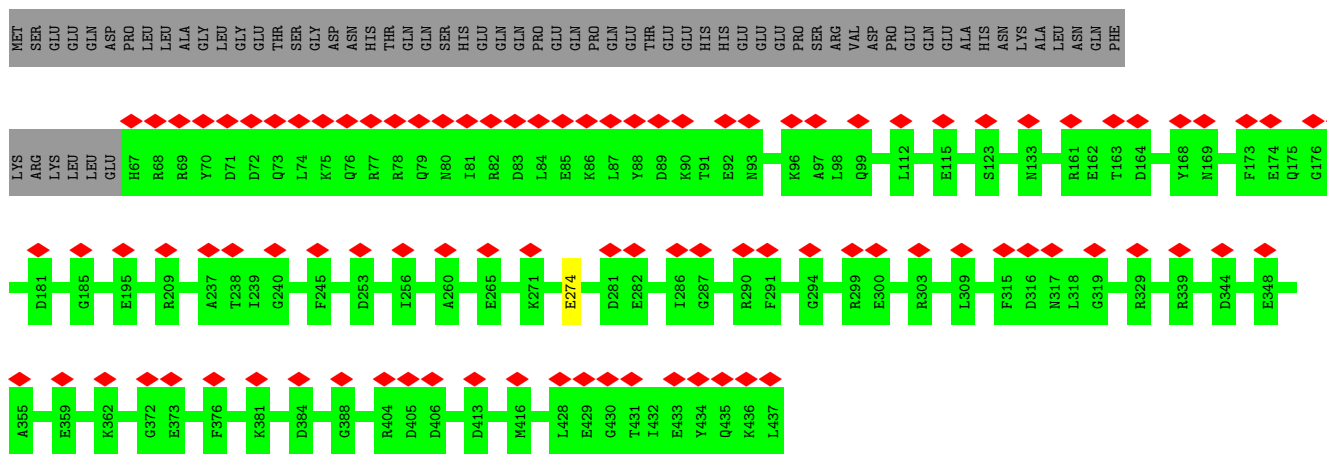 MET SER GLU GLU GLU GLN ASP PRO LEU LEU ALA GLY LEU GLY GLU THR SER GLY ASP ASN HIS THR GLN GLN SER HIS GLU GLN GLN PRO GLU GLN PRO GLN GLU THR GLU GLU HIS HIS GLU GLU GLU PRO SER ARG VAL ASP PRO GLU GLN GLU ALA HIS ASN LYS ALA LEU ASN GLN PHE
LYS ARG LYS LEU LEU GLU H67 R68 R69 Y70 D71 D72 Q73 L74 K75 Q76 R77 R78 Q79 N80 I81 R82 D83 L84 E85 K86 L87 Y88 D89 K90 T91 E92 N93 K96 A97 L98 Q99 L112 E115 S123 N133 R161 E162 T163 D164 Y168 N169 F173 E174 Q175 G176
D181 G185 E195 R209 A237 T238 I239 G240 F245 D253 I256 A260 E265 K271 E274 D281 E282 I286 G287 R290 F291 G294 R299 E300 R303 L309 F315 D316 N317 L318 G319 R329 R339 D344 E348
A355 E359 K362 G372 E373 F376 K381 D384 G388 R404 D405 D406 D413 M416 L428 E429 G430 T431 I432 E433 Y434 Q435 K436 L437